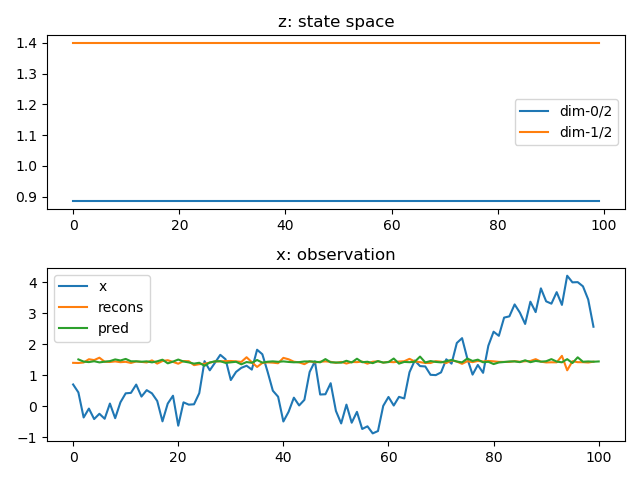 z: state space
1.4
1.3
1.2
1.1
1.0
0.9
dim-0/2
dim-1/2
0 20 40 60 80 100
x: observation
4
3
2
1
0
−1
x
recons
pred
0 20 40 60 80 100